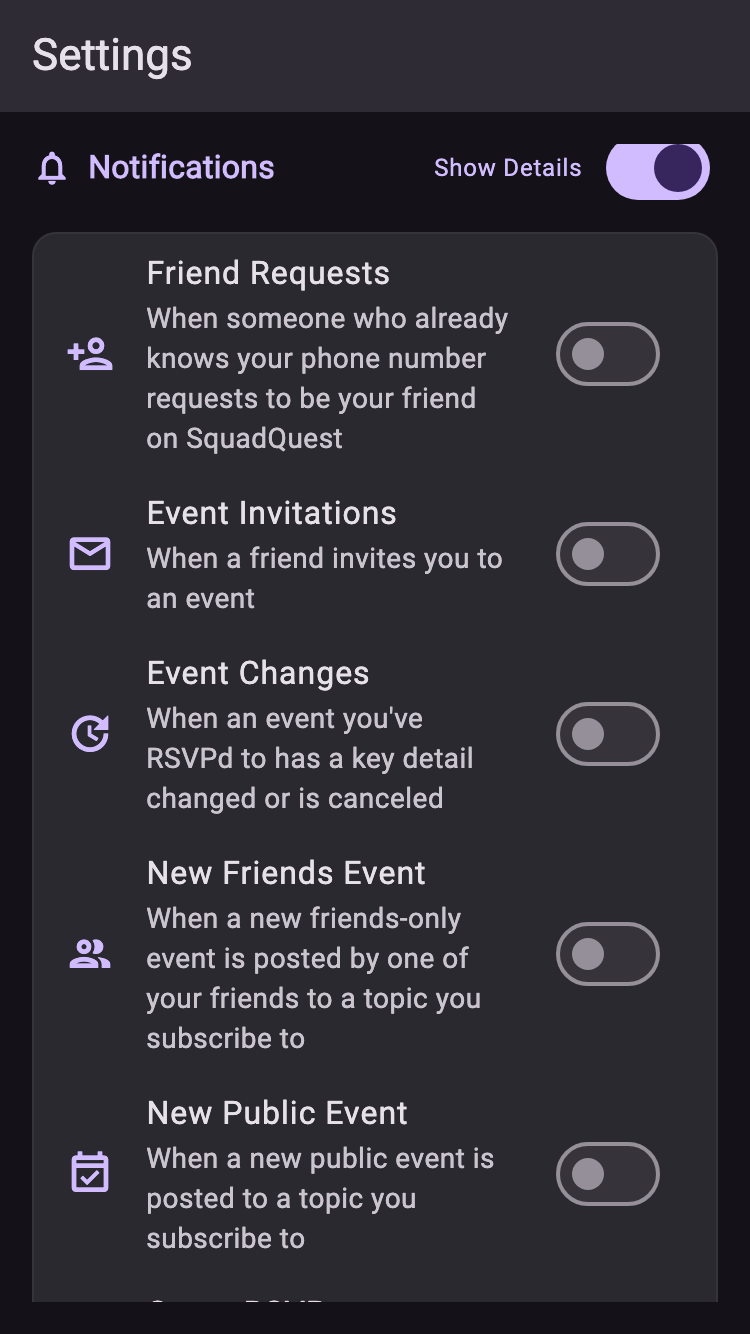 Settings
Notifications
Show Details
Friend Requests
When someone who already
knows your phone number
requests to be your friend
on SquadQuest
Event Invitations
When a friend invites you to
an event
Event Changes
When an event you've
RSVPd to has a key detail
changed or is canceled
New Friends Event
When a new friends-only
event is posted by one of
your friends to a topic you
subscribe to
New Public Event
When a new public event is
posted to a topic you
subscribe to